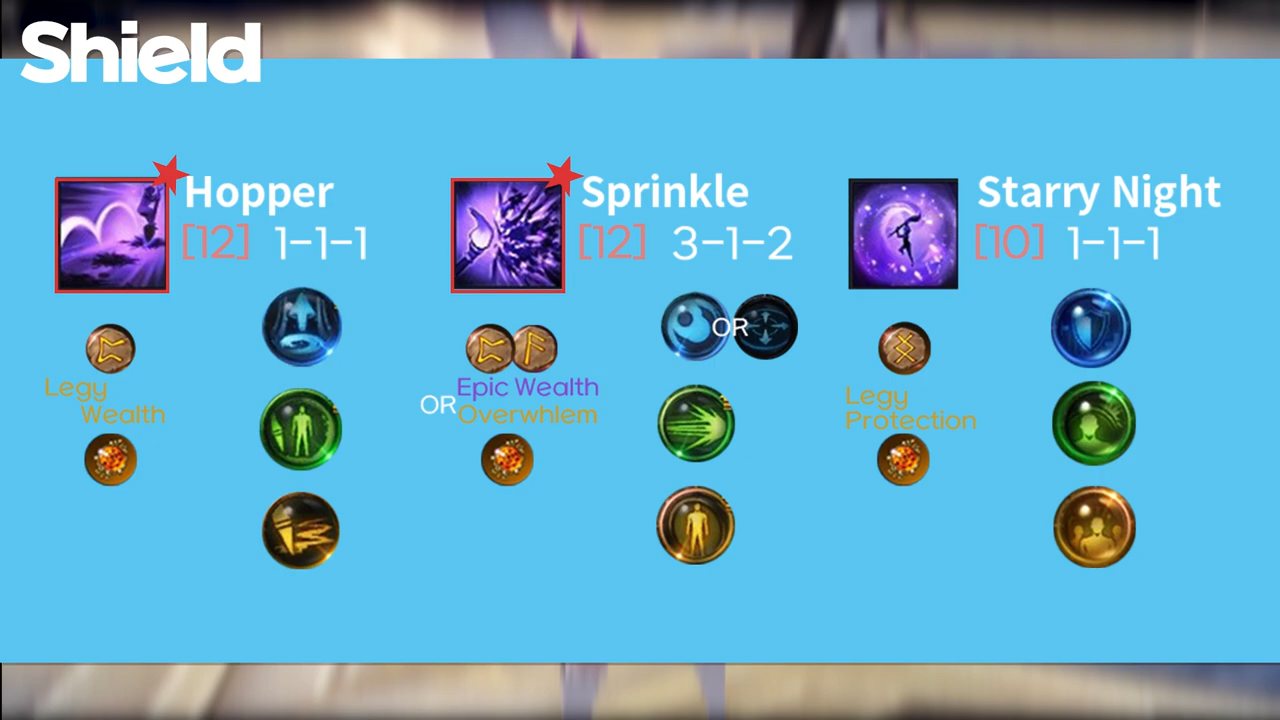 Shield
Hopper
[12] 1-1-1
Legy
Wealth
Sprinkle
[12] 3-1-2
OR
Epic Wealth
OR Overwhlem
Starry Night
[10] 1-1-1
Legy
Protection